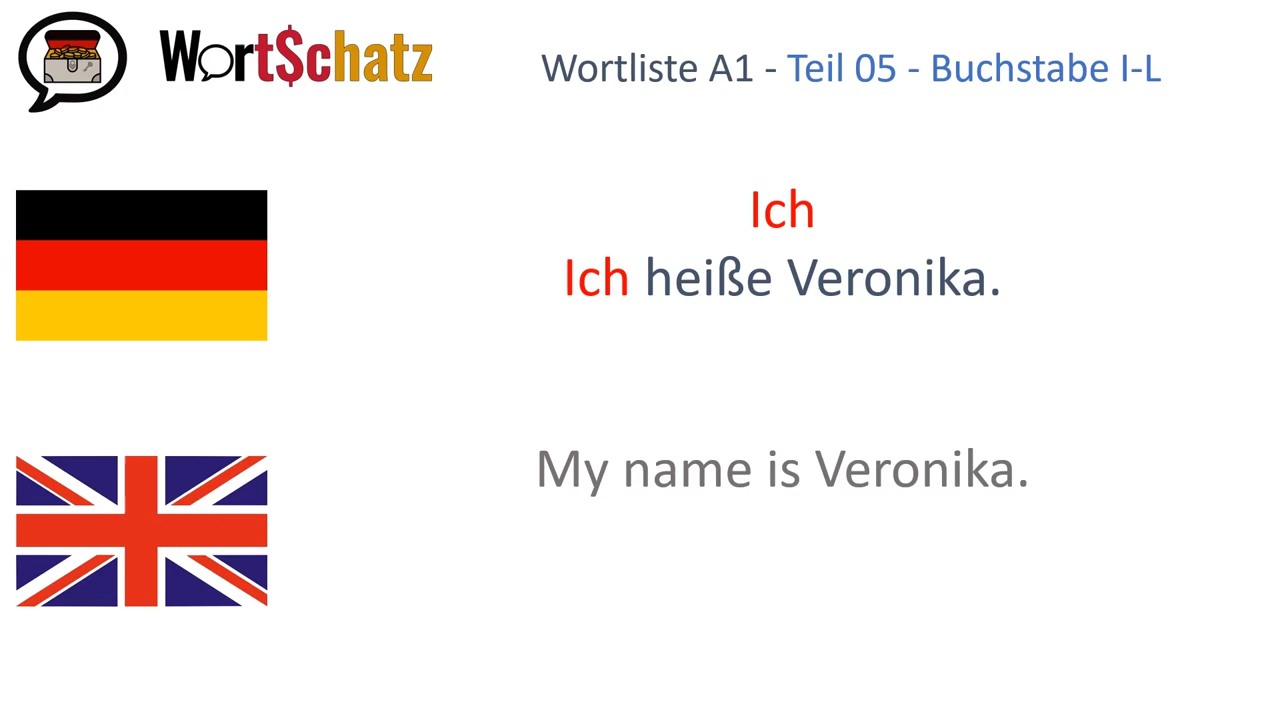 Wort$chatz
Wortliste A1 - Teil 05 - Buchstabe I-L
Ich
Ich heiße Veronika.
My name is Veronika.